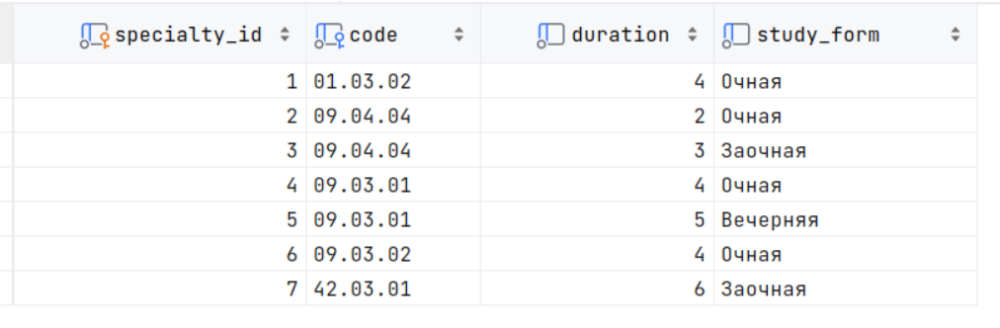 specialty_id code duration study_form
1 01.03.02 4 Очная
2 09.04.04 2 Очная
3 09.04.04 3 Заочная
4 09.03.01 4 Очная
5 09.03.01 5 Вечерняя
6 09.03.02 4 Очная
7 42.03.01 6 Заочная